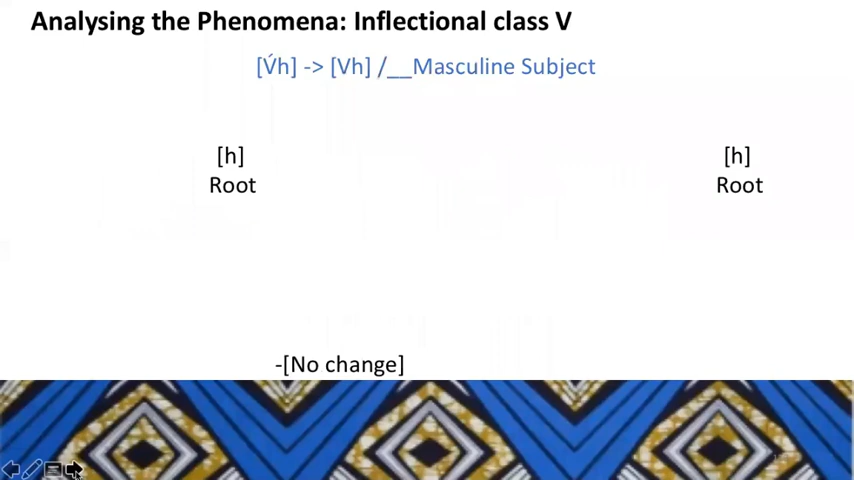 Analysing the Phenomena: Inflectional class V
[V́h] -> [Vh] /__Masculine Subject
[h]
Root
[h]
Root
-[No change]